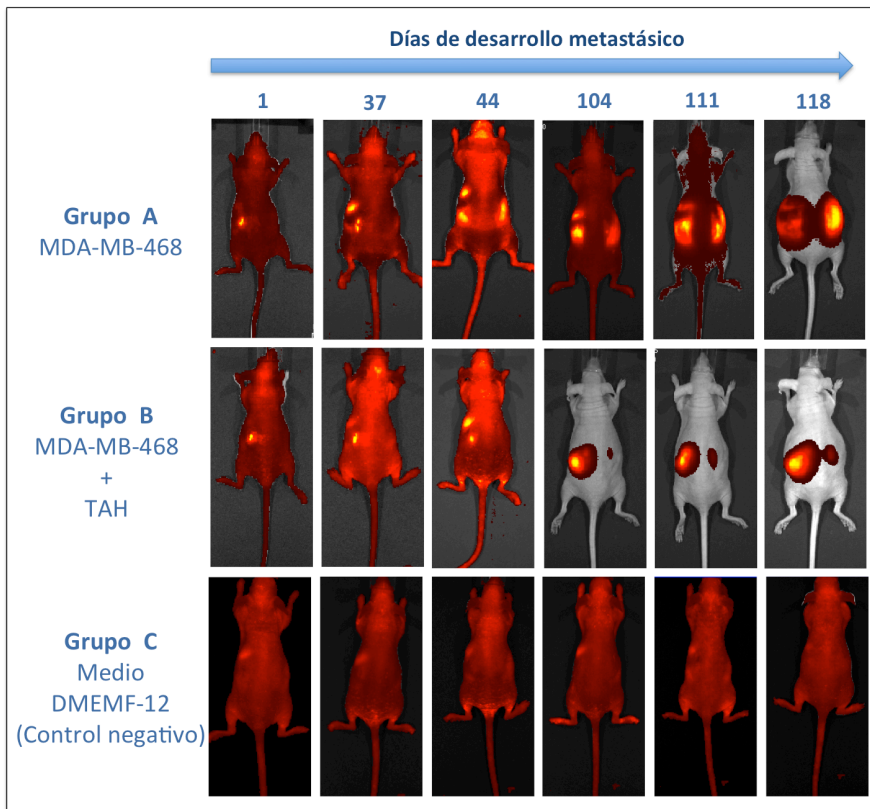 Días de desarrollo metastásico
1 37 44 104 111 118
Grupo A
MDA-MB-468
Grupo B
MDA-MB-468
+
TAH
Grupo C
Medio
DMEMF-12
(Control negativo)